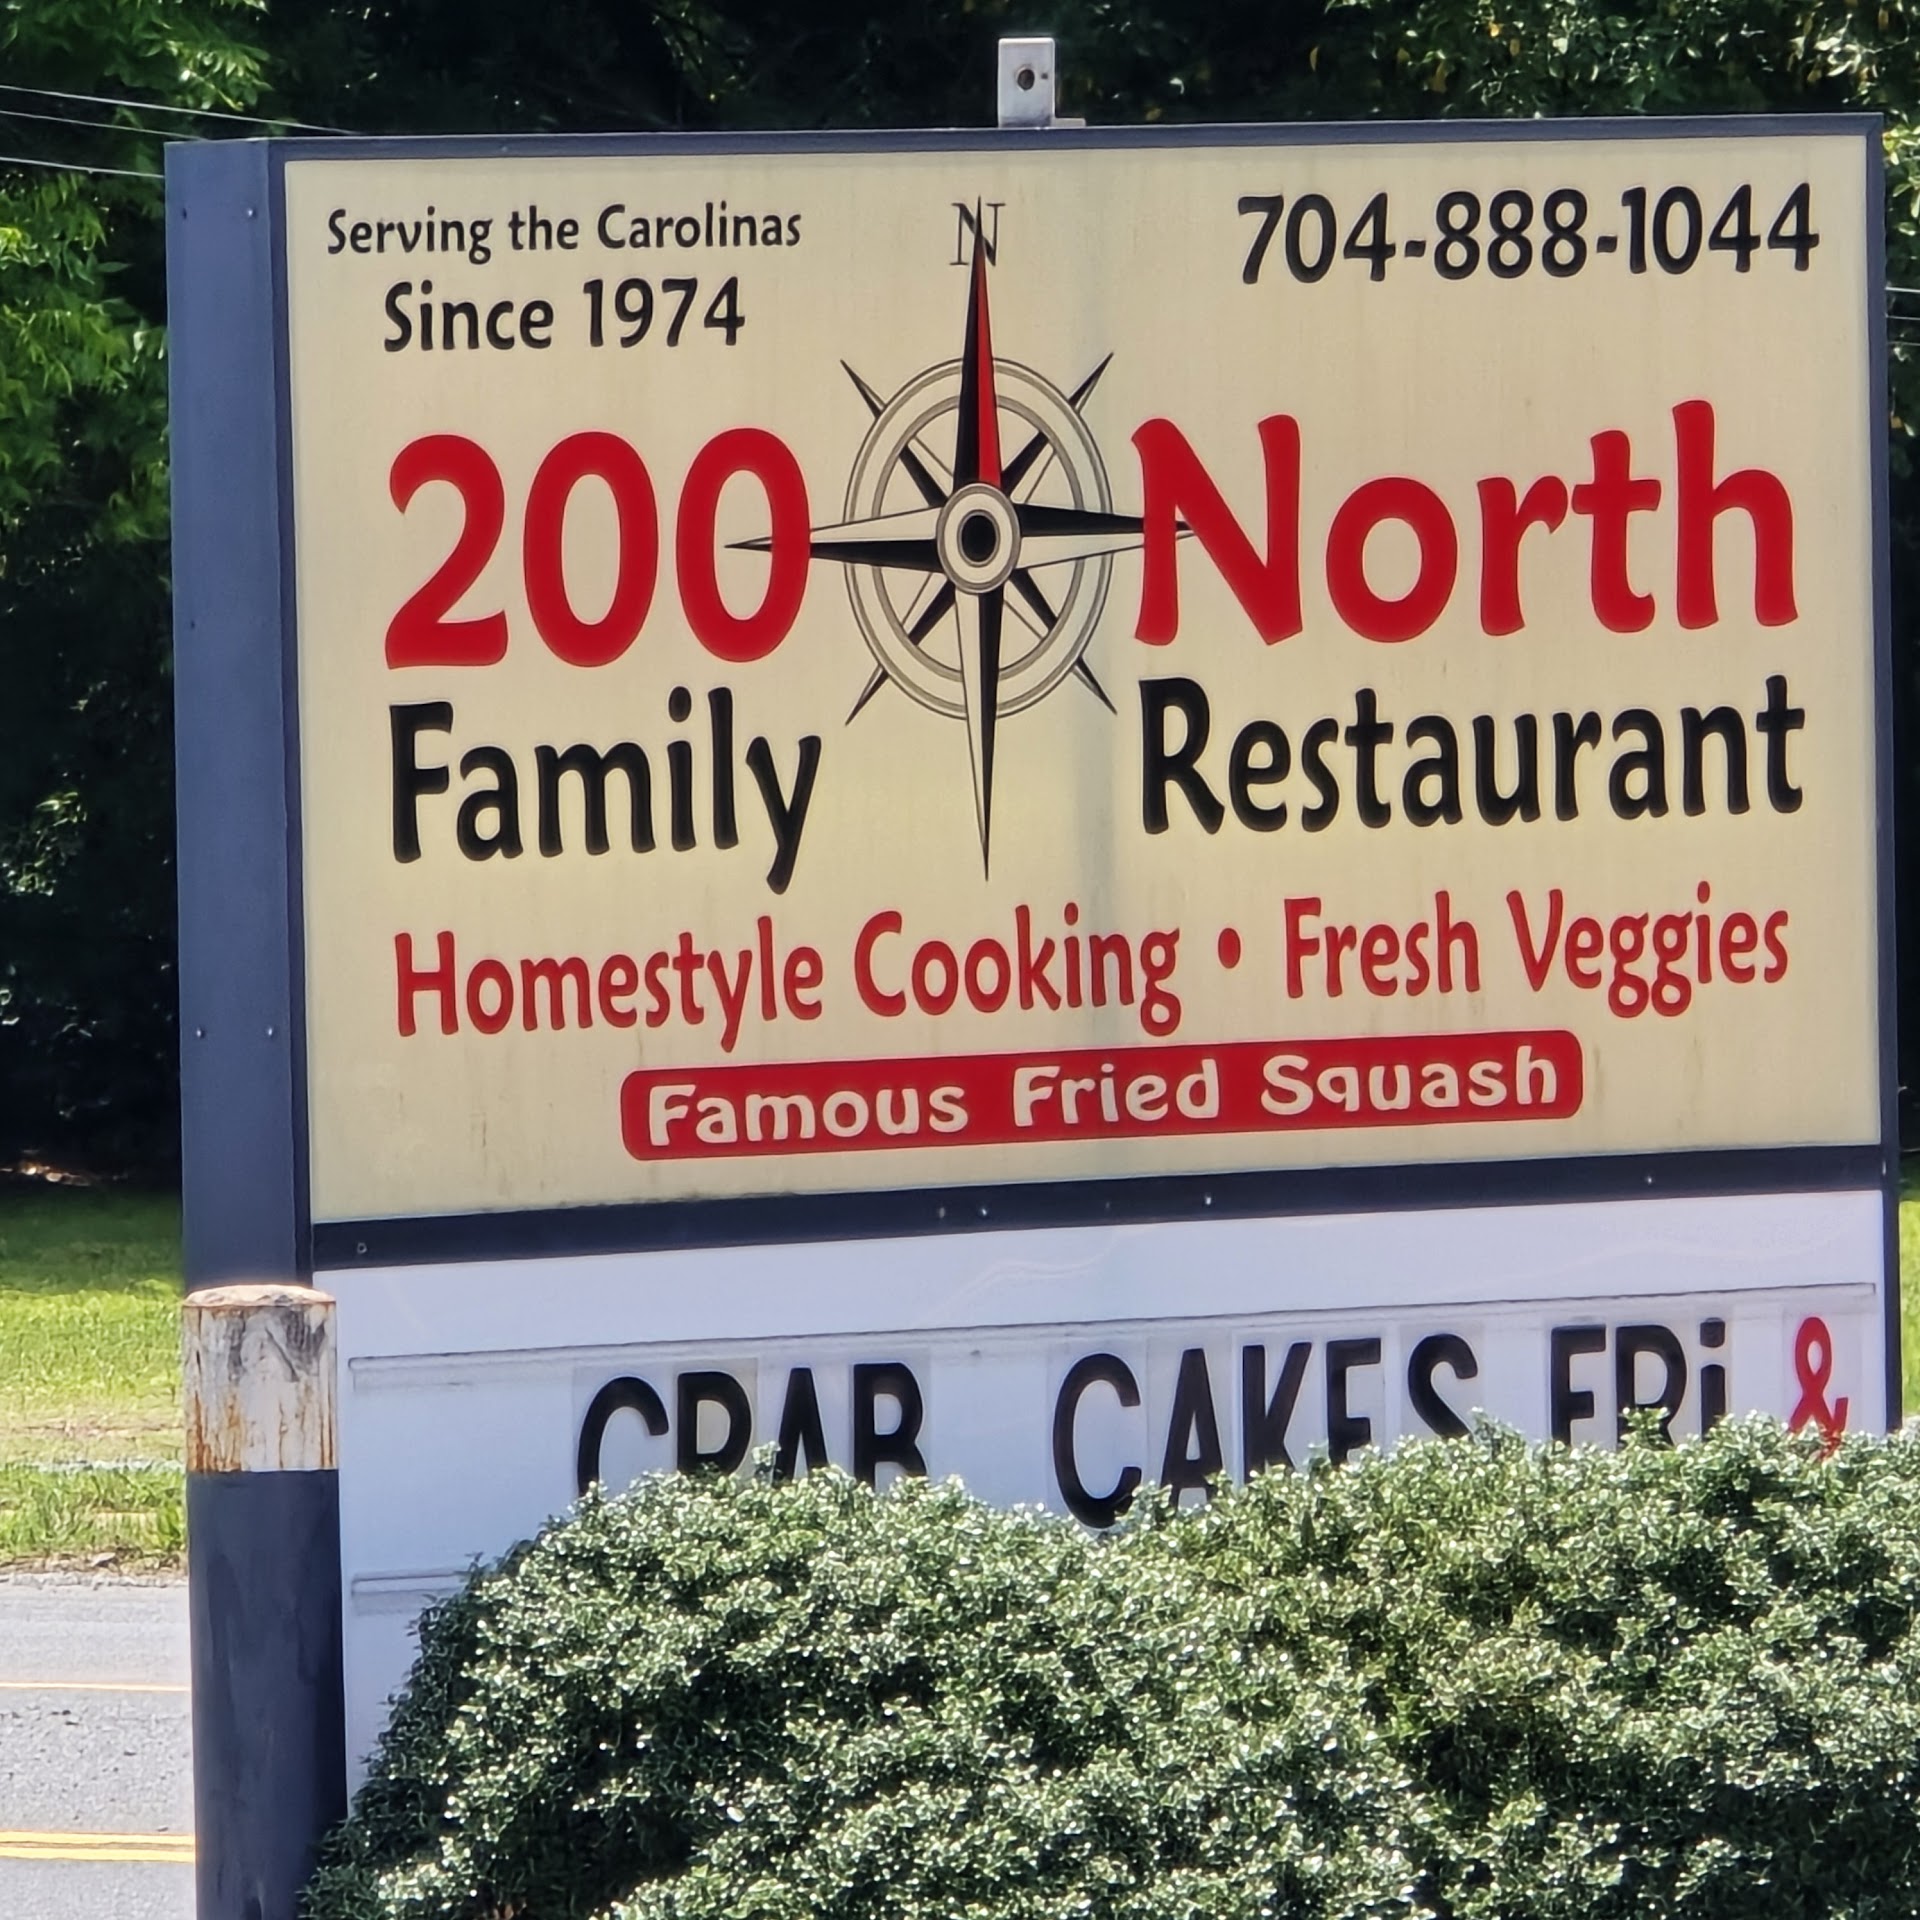 Serving the Carolinas
Since 1974
N
704-888-1044
200 North
Family Restaurant
Homestyle Cooking • Fresh Veggies
Famous Fried Squash
CRAB CAKES FRi &